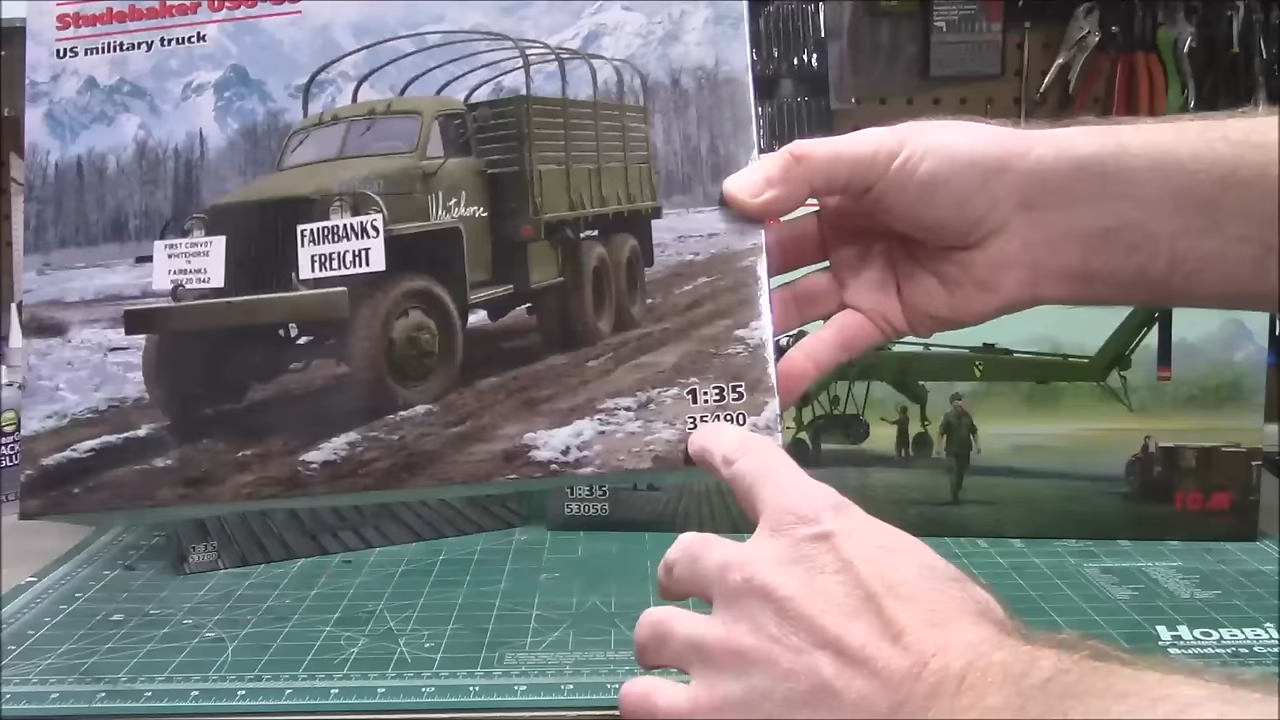 Studebaker
US military truck
Whitehorse
FIRST CONVOY
WHITEHORSE
TO
FAIRBANKS
NOV 20 1942
FAIRBANKS
FREIGHT
1:35
35490
1:35
53056
1:35
53200
ICM
HOBBI
Builder's Cu